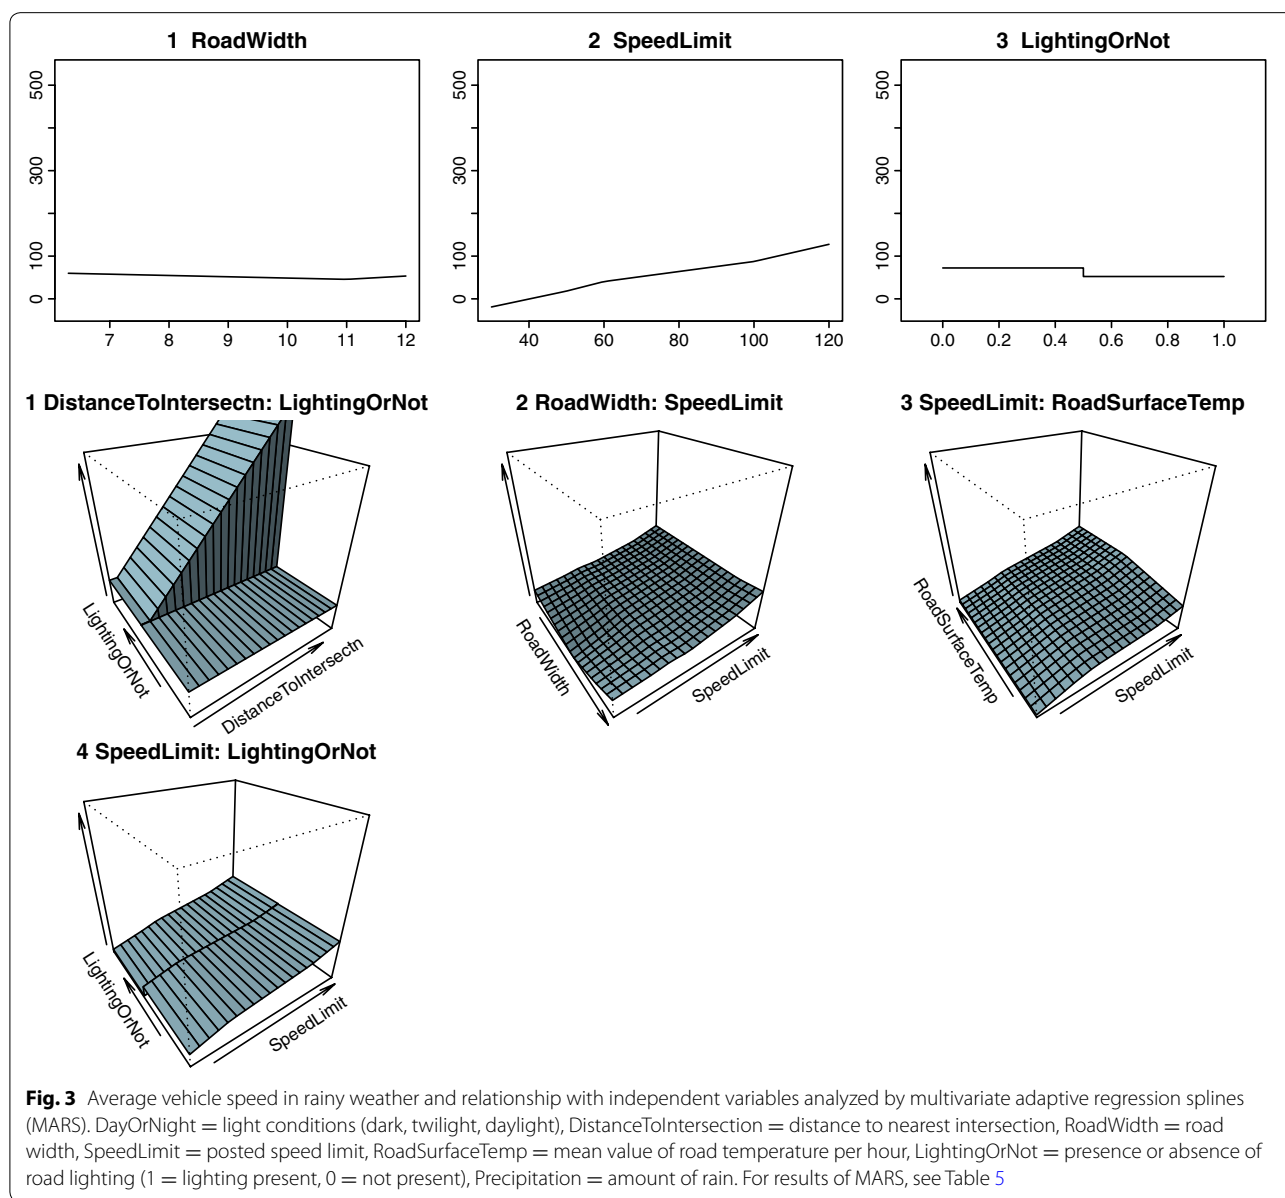 1 RoadWidth
2 SpeedLimit
3 LightingOrNot
500
300
100
0
7 8 9 10 11 12
500
300
100
0
40 60 80 100 120
500
300
100
0
0.0 0.2 0.4 0.6 0.8 1.0
1 DistanceToIntersectn: LightingOrNot
2 RoadWidth: SpeedLimit
3 SpeedLimit: RoadSurfaceTemp
LightingOrNot
DistanceToIntersectn
RoadWidth
SpeedLimit
RoadSurfaceTemp
SpeedLimit
4 SpeedLimit: LightingOrNot
LightingOrNot
SpeedLimit
Fig. 3 Average vehicle speed in rainy weather and relationship with independent variables analyzed by multivariate adaptive regression splines
(MARS). DayOrNight = light conditions (dark, twilight, daylight), DistanceToIntersection = distance to nearest intersection, RoadWidth = road
width, SpeedLimit = posted speed limit, RoadSurfaceTemp = mean value of road temperature per hour, LightingOrNot = presence or absence of
road lighting (1 = lighting present, 0 = not present), Precipitation = amount of rain. For results of MARS, see Table 5